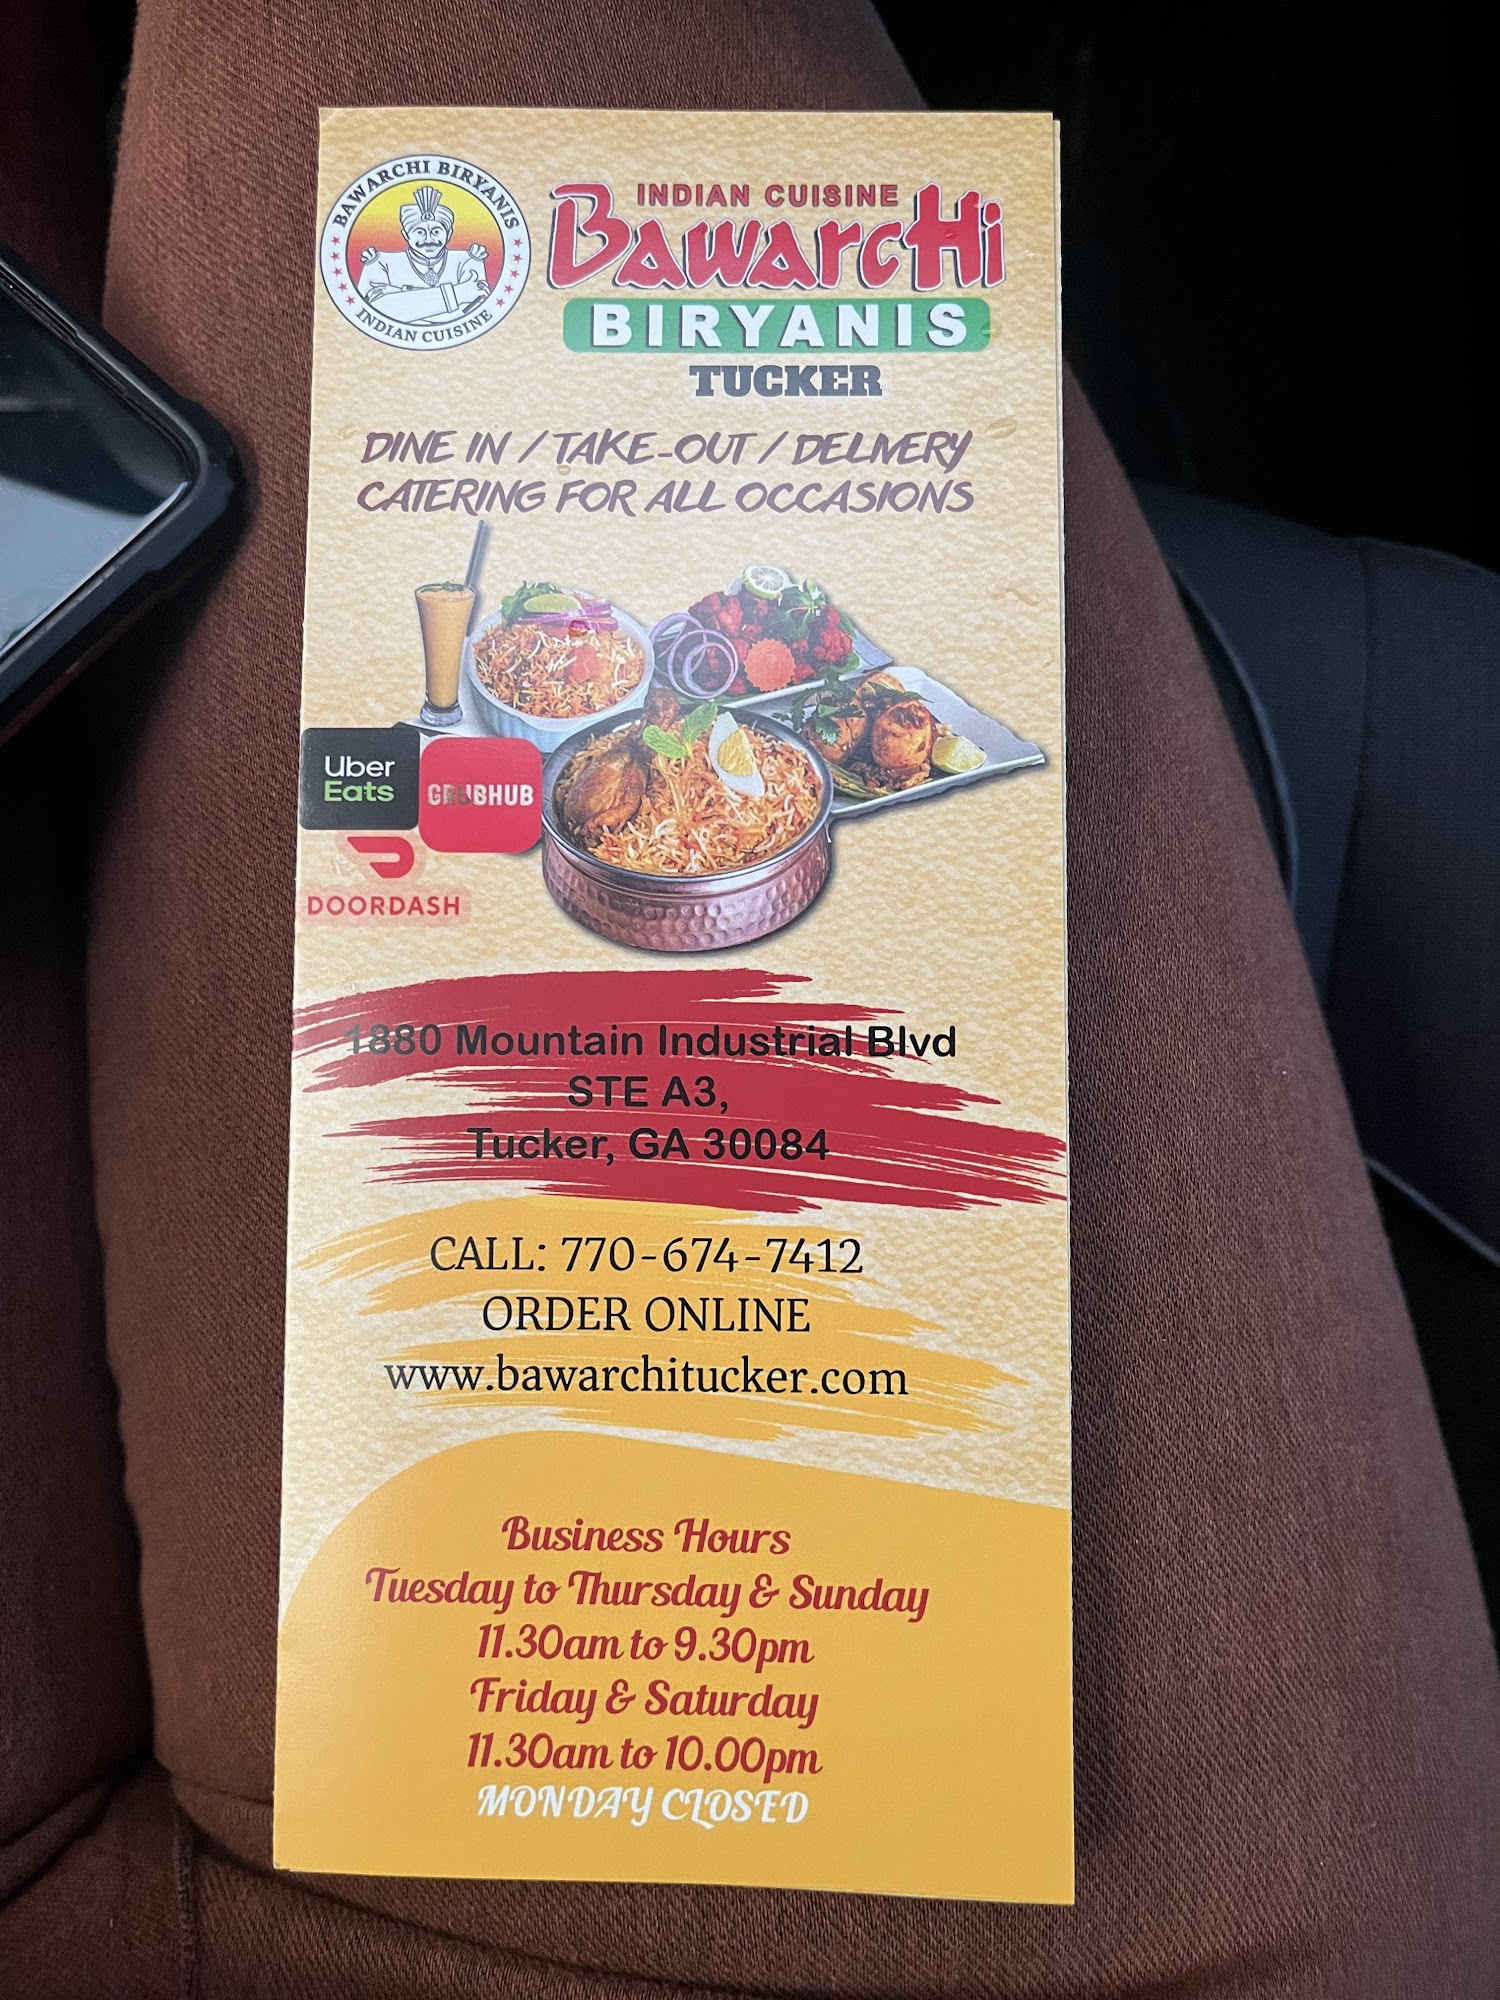 BAWARCHI BIRYANIS
INDIAN CUISINE
INDIAN CUISINE
BawarcHi
BIRYANIS
TUCKER
DINE IN / TAKE-OUT / DELIVERY
CATERING FOR ALL OCCASIONS
Uber
Eats
GRUBHUB
DOORDASH
1880 Mountain Industrial Blvd
STE A3,
Tucker, GA 30084
CALL: 770-674-7412
ORDER ONLINE
www.bawarchitucker.com
Business Hours
Tuesday to Thursday & Sunday
11.30am to 9.30pm
Friday & Saturday
11.30am to 10.00pm
MONDAY CLOSED